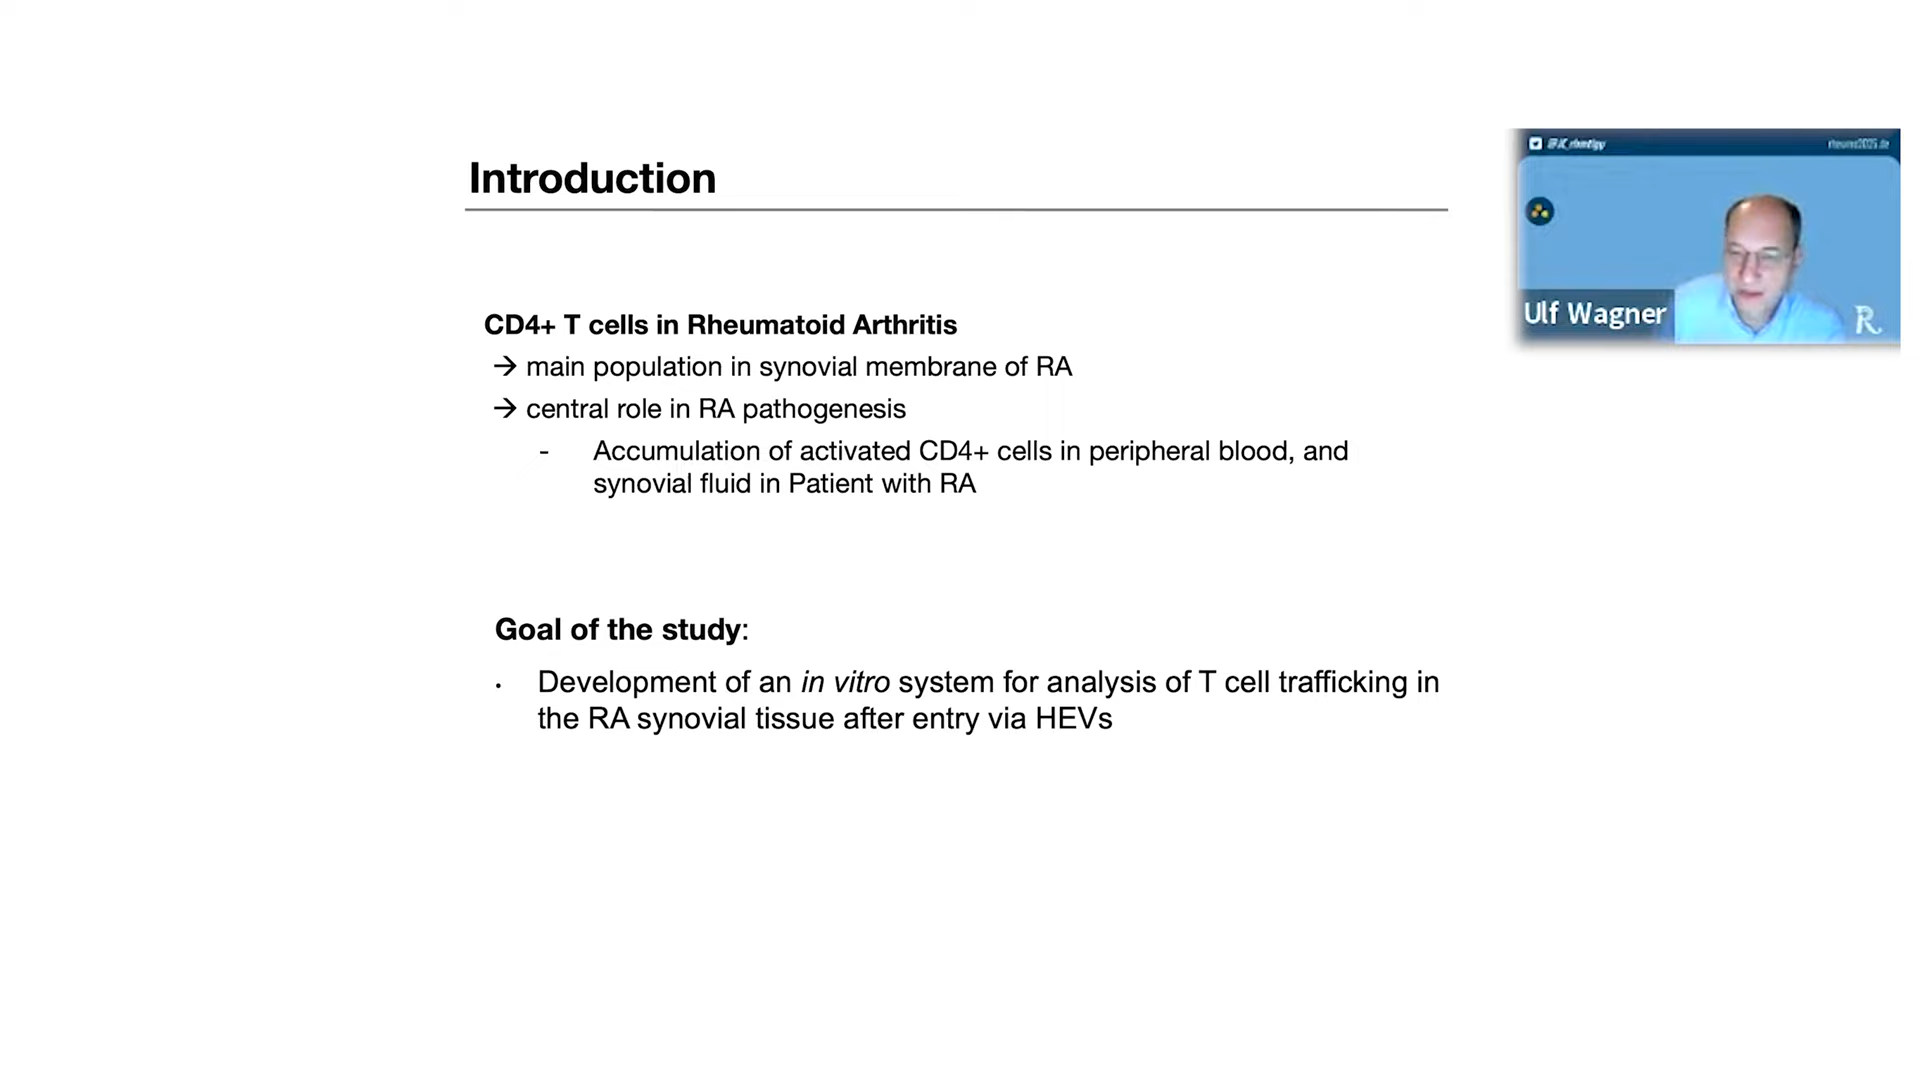 Introduction
CD4+ T cells in Rheumatoid Arthritis
→ main population in synovial membrane of RA
→ central role in RA pathogenesis
- Accumulation of activated CD4+ cells in peripheral blood, and
synovial fluid in Patient with RA
Goal of the study:
· Development of an in vitro system for analysis of T cell trafficking in
the RA synovial tissue after entry via HEVs
Ulf Wagner
R